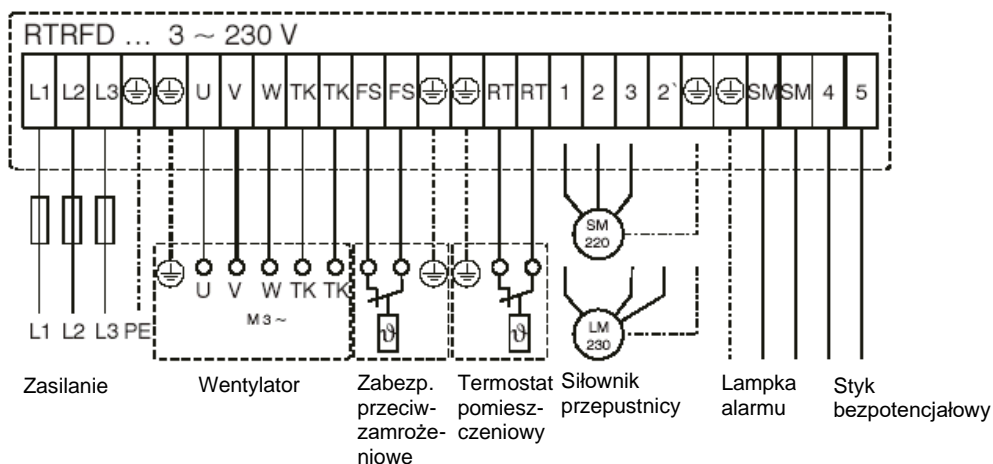 RTRFD ... 3 ~ 230 V
L1 L2 L3 U V W TK TK FS FS RT RT 1 2 3 2` SM SM 4 5
SM
220
U V W TK TK
M 3 ~
ϑ ϑ
LM
230
L1 L2 L3 PE
Zasilanie
Wentylator
Zabezp.
przeciw-
zamroże-
niowe
Termostat
pomiesz-
czeniowy
Siłownik
przepustnicy
Lampka
alarmu
Styk
bezpotencjałowy